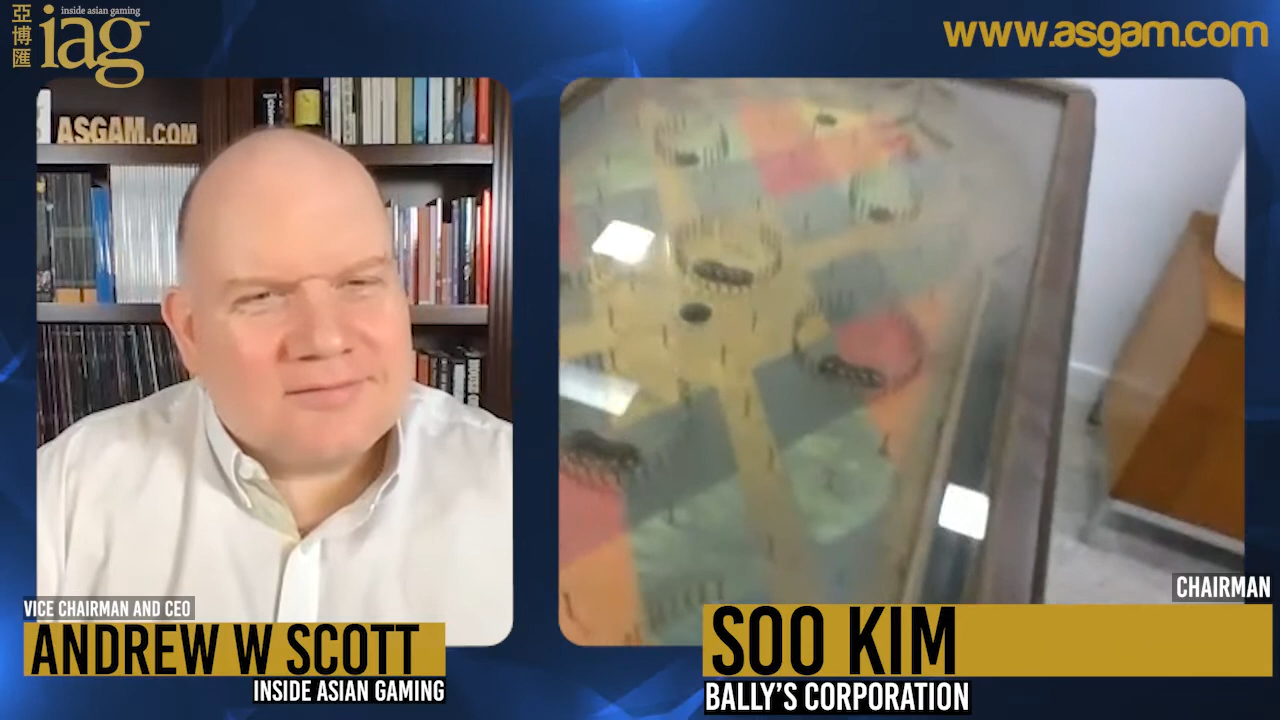 亞博匯
inside asian gaming
iag
www.asgam.com
ASGAM.COM
VICE CHAIRMAN AND CEO
ANDREW W SCOTT
INSIDE ASIAN GAMING
CHAIRMAN
SOO KIM
BALLY'S CORPORATION